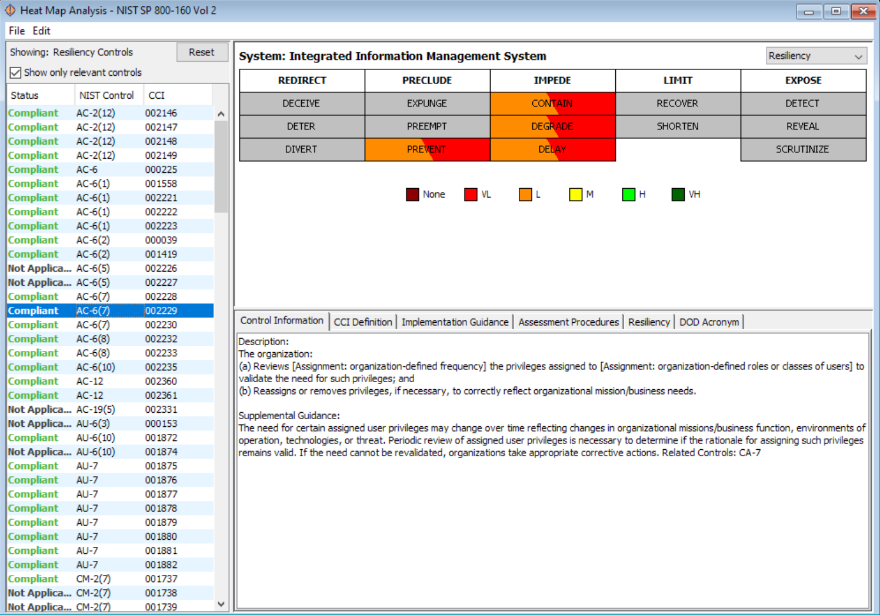 Heat Map Analysis - NIST SP 800-160 Vol 2
File Edit
Showing: Resiliency Controls Reset
Show only relevant controls
Status NIST Control CCI
Compliant AC-2(12) 002146
Compliant AC-2(12) 002147
Compliant AC-2(12) 002148
Compliant AC-2(12) 002149
Compliant AC-6 000225
Compliant AC-6(1) 001558
Compliant AC-6(1) 002221
Compliant AC-6(1) 002222
Compliant AC-6(1) 002223
Compliant AC-6(2) 000039
Compliant AC-6(2) 001419
Not Applica... AC-6(5) 002226
Not Applica... AC-6(5) 002227
Compliant AC-6(7) 002228
Compliant AC-6(7) 002229
Compliant AC-6(7) 002230
Compliant AC-6(8) 002232
Compliant AC-6(8) 002233
Compliant AC-6(10) 002235
Compliant AC-12 002360
Compliant AC-12 002361
Not Applica... AC-19(5) 002331
Not Applica... AU-6(3) 000153
Compliant AU-6(10) 001872
Not Applica... AU-6(10) 001874
Compliant AU-7 001875
Compliant AU-7 001876
Compliant AU-7 001877
Compliant AU-7 001878
Compliant AU-7 001879
Compliant AU-7 001880
Compliant AU-7 001881
Compliant AU-7 001882
Compliant CM-2(7) 001737
Not Applica... CM-2(7) 001738
Not Applica... CM-2(7) 001739
System: Integrated Information Management System Resiliency
REDIRECT PRECLUDE IMPEDE LIMIT EXPOSE
DECEIVE EXPUNGE CONTAIN RECOVER DETECT
DETER PREEMPT DEGRADE SHORTEN REVEAL
DIVERT PREVENT DELAY SCRUTINIZE
None VL L M H VH
Control Information CCI Definition Implementation Guidance Assessment Procedures Resiliency DOD Acronym
Description:
The organization:
(a) Reviews [Assignment: organization-defined frequency] the privileges assigned to [Assignment: organization-defined roles or classes of users] to
validate the need for such privileges; and
(b) Reassigns or removes privileges, if necessary, to correctly reflect organizational mission/business needs.
Supplemental Guidance:
The need for certain assigned user privileges may change over time reflecting changes in organizational missions/business function, environments of
operation, technologies, or threat. Periodic review of assigned user privileges is necessary to determine if the rationale for assigning such privileges
remains valid. If the need cannot be revalidated, organizations take appropriate corrective actions. Related Controls: CA-7